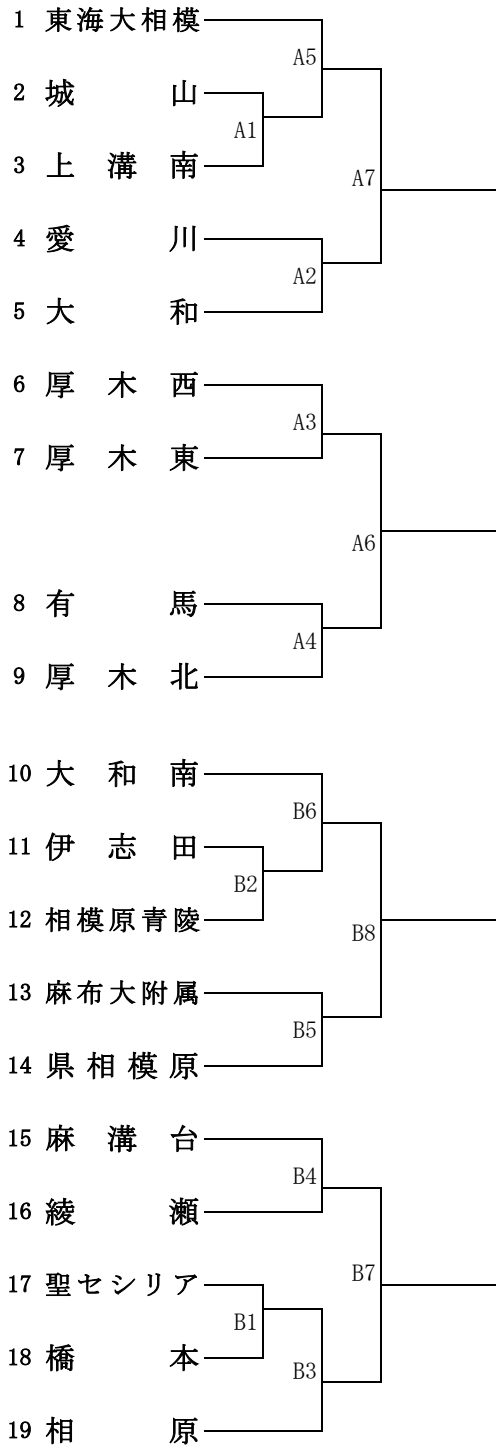 1 東海大相模
A5
2 城山
A1
3 上溝南
A7
4 愛川
A2
5 大和
6 厚木西
A3
7 厚木東
A6
8 有馬
A4
9 厚木北
10 大和南
B6
11 伊志田
B2
12 相模原青陵
B8
13 麻布大附属
B5
14 県相模原
15 麻溝台
B4
16 綾瀬
B7
17 聖セシリア
B1
18 橋本
B3
19 相原